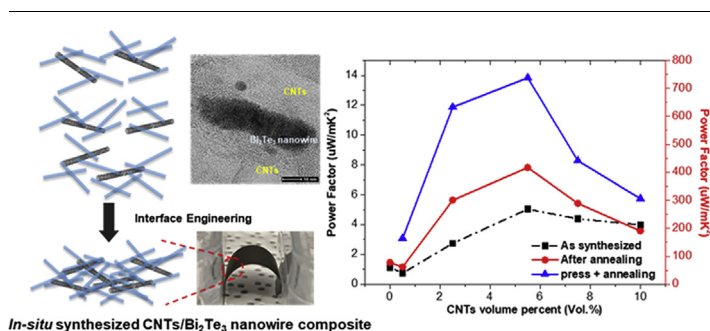 CNTs
Bi₂Te₃ nanowire
CNTs
Interface Engineering
In-situ synthesized CNTs/Bi₂Te₃ nanowire composite
Power Factor (uW/mK²)
14
12
10
8
6
4
2
0
800
700
600
500
400
300
200
100
0
Power Factor (uW/mK²)
As synthesized
After annealing
press + annealing
0 2 4 6 8 10
CNTs volume percent (Vol.%)